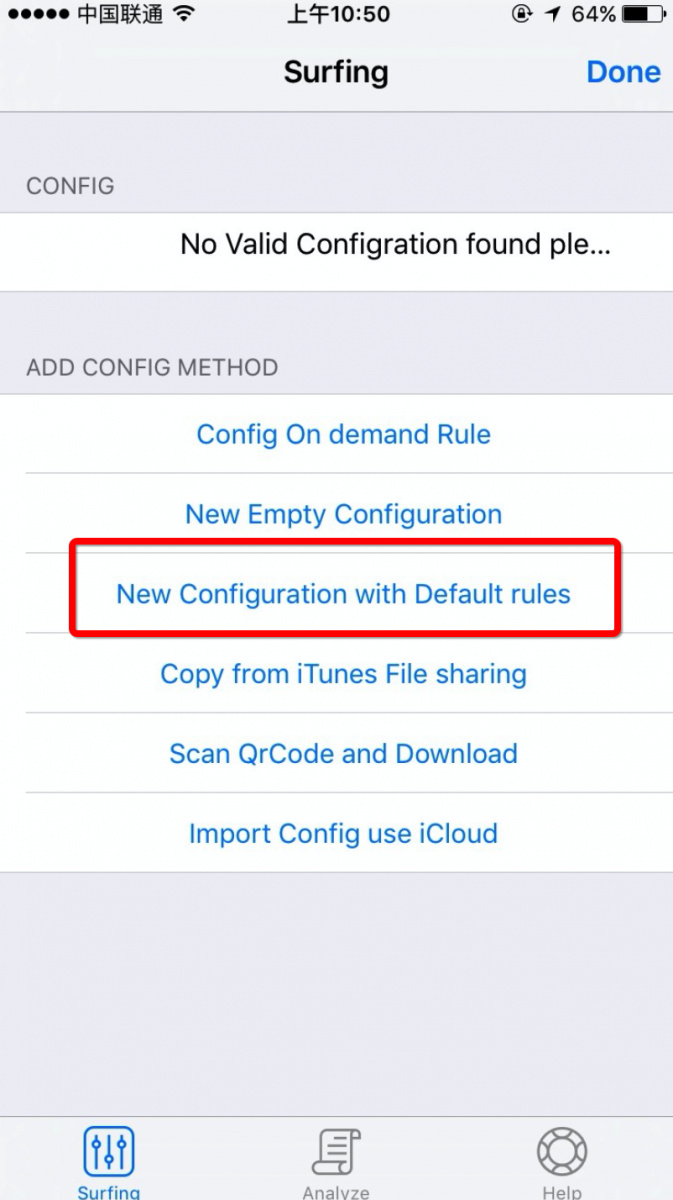 中国联通 上午10:50 64%
Surfing Done
CONFIG
No Valid Configration found ple...
ADD CONFIG METHOD
Config On demand Rule
New Empty Configuration
New Configuration with Default rules
Copy from iTunes File sharing
Scan QrCode and Download
Import Config use iCloud
Surfing Analyze Help